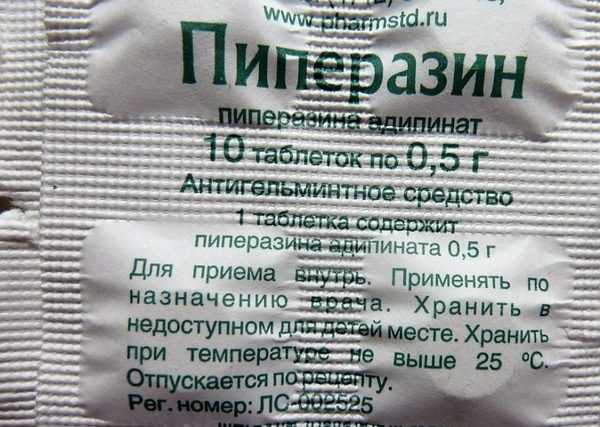 www.pharmstd.ru
Пиперазин
пиперазина адипинат
10 таблеток по 0,5 г
Антигельминтное средство
1 таблетка содержит
пиперазина адипината 0,5 г
Для приема внутрь. Применять по
назначению врача. Хранить в
недоступном для детей месте. Хранить
при температуре не выше 25 ºС.
Отпускается по рецепту.
Рег. номер: ЛС-002525